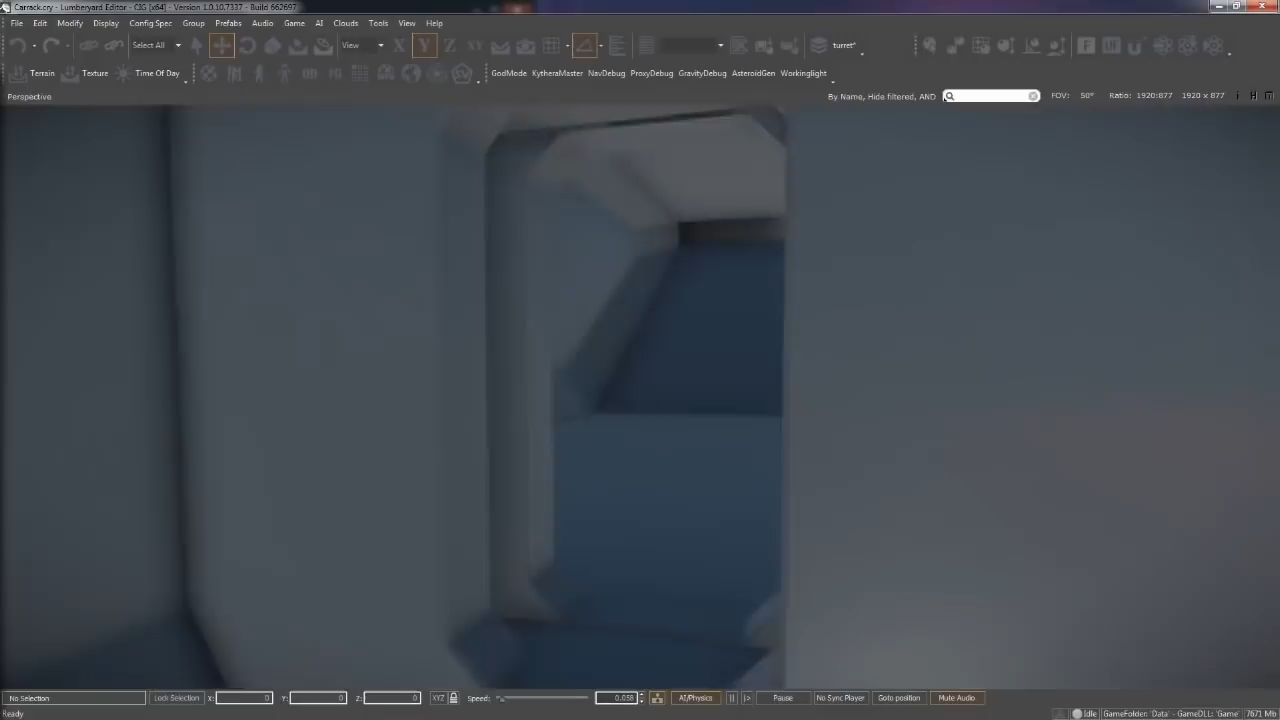 Carrack.cry - Lumberyard Editor - CIG [x64] - Version 1.0.10.7337 - Build 662697
File Edit Modify Display Config Spec Group Prefabs Audio Game AI Clouds Tools View Help
Select All View X Y Z XY turret*
Terrain Texture Time Of Day GodMode KytheraMaster NavDebug ProxyDebug GravityDebug AsteroidGen Workinglight
Perspective By Name, Hide filtered, AND FOV: 50° Ratio: 1920:877 1920 x 877 i H
No Selection Lock Selection X: 0 Y: 0 Z: 0 XYZ Speed: 0.058 AI/Physics Pause No Sync Player Goto position Mute Audio
Ready Idle GameFolder: 'Data' - GameDLL: 'Game' 7671 Mb